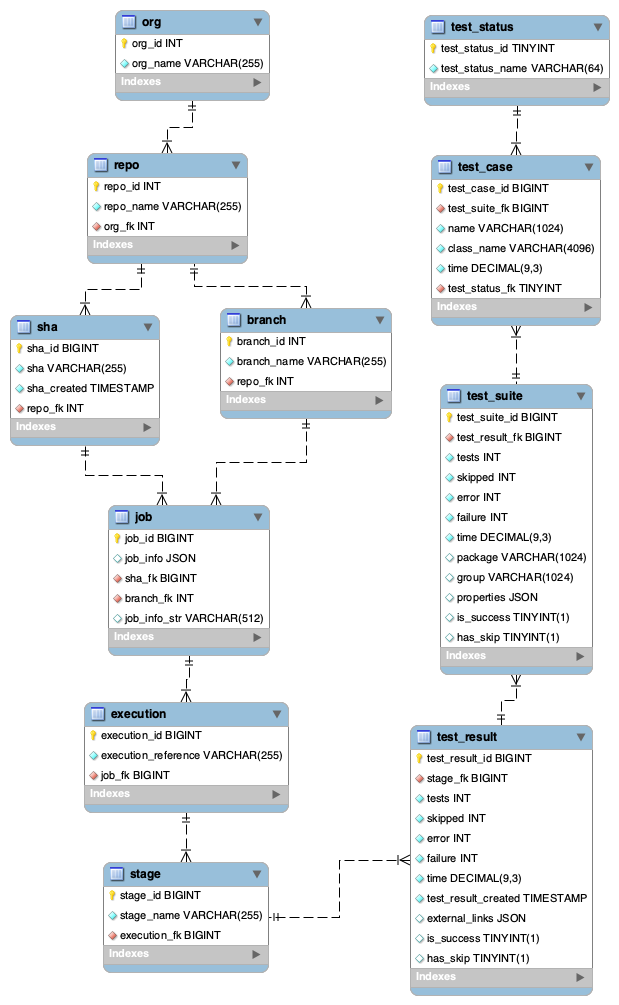 org
org_id INT
org_name VARCHAR(255)
Indexes
repo
repo_id INT
repo_name VARCHAR(255)
org_fk INT
Indexes
sha
sha_id BIGINT
sha VARCHAR(255)
sha_created TIMESTAMP
repo_fk INT
Indexes
branch
branch_id INT
branch_name VARCHAR(255)
repo_fk INT
Indexes
job
job_id BIGINT
job_info JSON
sha_fk BIGINT
branch_fk INT
job_info_str VARCHAR(512)
Indexes
execution
execution_id BIGINT
execution_reference VARCHAR(255)
job_fk BIGINT
Indexes
stage
stage_id BIGINT
stage_name VARCHAR(255)
execution_fk BIGINT
Indexes
test_status
test_status_id TINYINT
test_status_name VARCHAR(64)
Indexes
test_case
test_case_id BIGINT
test_suite_fk BIGINT
name VARCHAR(1024)
class_name VARCHAR(4096)
time DECIMAL(9,3)
test_status_fk TINYINT
Indexes
test_suite
test_suite_id BIGINT
test_result_fk BIGINT
tests INT
skipped INT
error INT
failure INT
time DECIMAL(9,3)
package VARCHAR(1024)
group VARCHAR(1024)
properties JSON
is_success TINYINT(1)
has_skip TINYINT(1)
Indexes
test_result
test_result_id BIGINT
stage_fk BIGINT
tests INT
skipped INT
error INT
failure INT
time DECIMAL(9,3)
test_result_created TIMESTAMP
external_links JSON
is_success TINYINT(1)
has_skip TINYINT(1)
Indexes